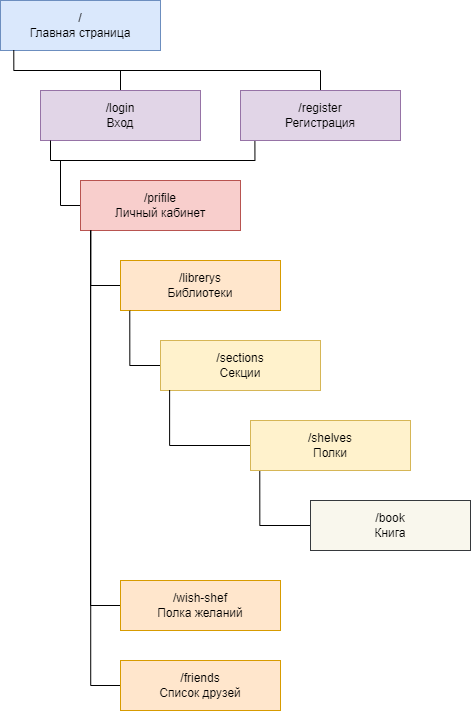 /
Главная страница
/login
Вход
/register
Регистрация
/prifile
Личный кабинет
/librerys
Библиотеки
/sections
Секции
/shelves
Полки
/book
Книга
/wish-shef
Полка желаний
/friends
Список друзей